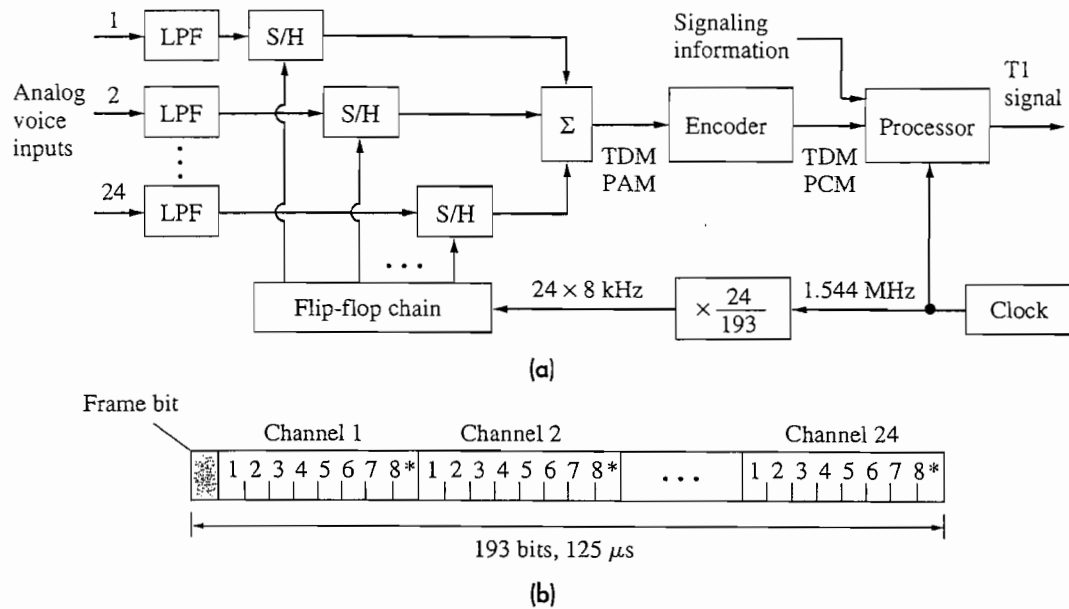 1
LPF
S/H
Signaling
information
T1
signal
Analog
voice
inputs
2
LPF
S/H
Σ
Encoder
Processor
TDM
PAM
TDM
PCM
24
LPF
S/H
Flip-flop chain
24 × 8 kHz
× 24/193
1.544 MHz
Clock
(a)
Frame bit
Channel 1
Channel 2
Channel 24
1 2 3 4 5 6 7 8* 1 2 3 4 5 6 7 8* • • • 1 2 3 4 5 6 7 8*
193 bits, 125 μs
(b)